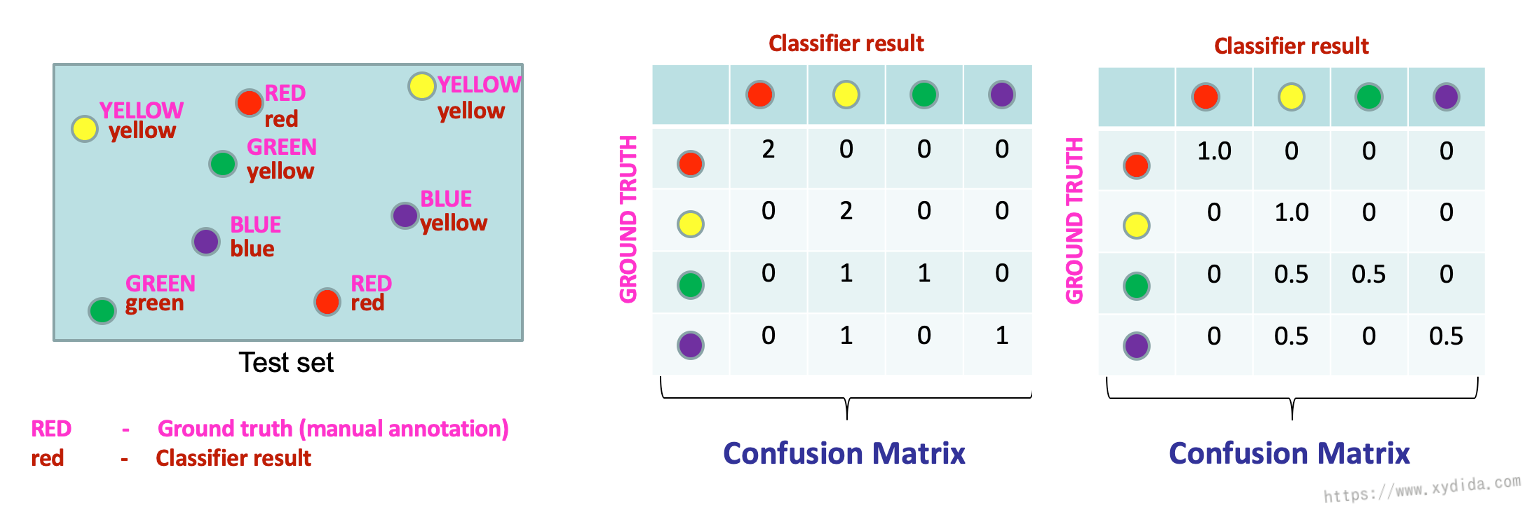 YELLOW
yellow
RED
red
YELLOW
yellow
GREEN
yellow
BLUE
yellow
BLUE
blue
GREEN
green
RED
red
Test set
RED - Ground truth (manual annotation)
red - Classifier result
Classifier result
GROUND TRUTH
2 0 0 0
0 2 0 0
0 1 1 0
0 1 0 1
Confusion Matrix
Classifier result
GROUND TRUTH
1.0 0 0 0
0 1.0 0 0
0 0.5 0.5 0
0 0.5 0 0.5
Confusion Matrix
https://www.xydida.com